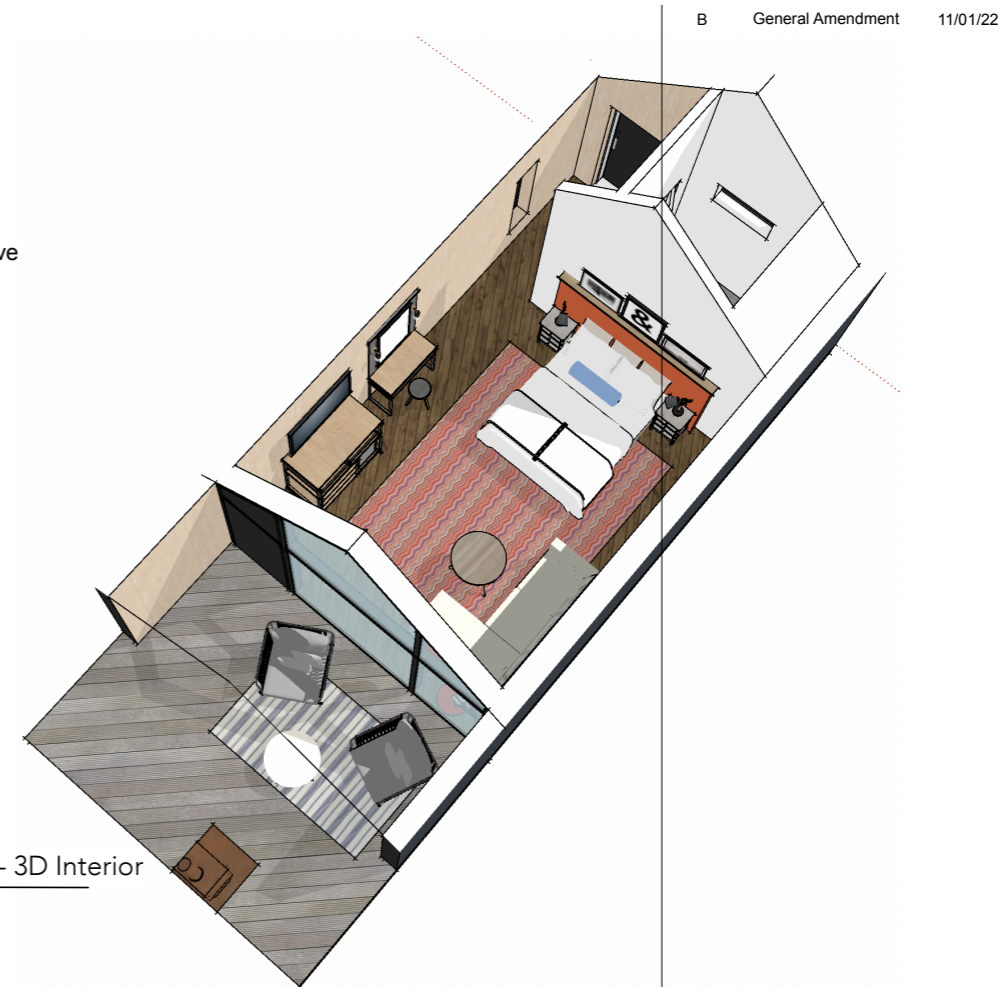 B General Amendment 11/01/22
ve
&
- 3D Interior